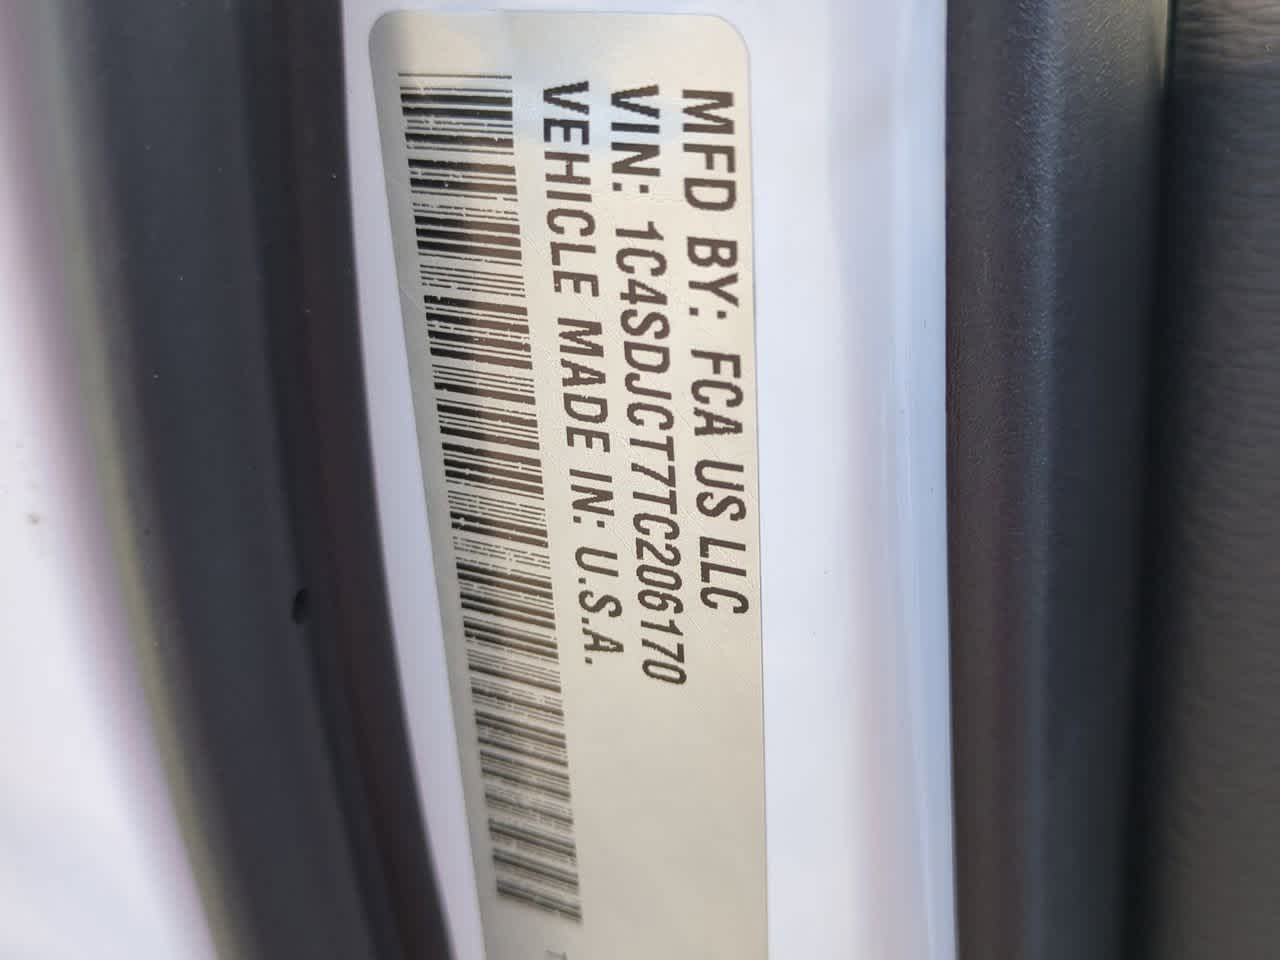 MFD BY: FCA US LLC
VIN: 1C4SDJCT7TC206170
VEHICLE MADE IN: U.S.A.